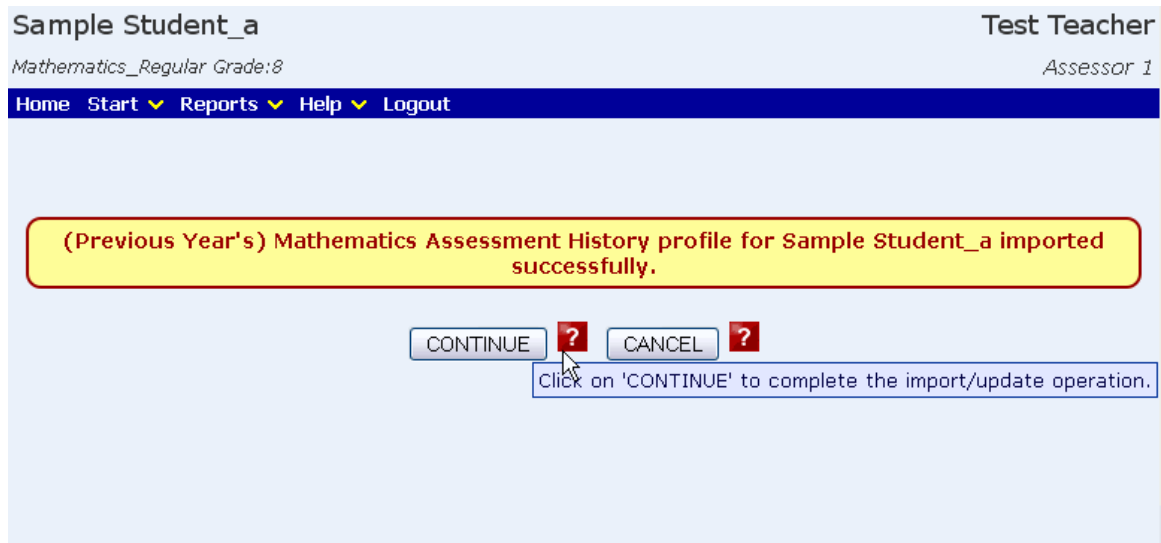 Sample Student_a
Test Teacher
Mathematics_Regular Grade:8
Assessor 1
Home Start Reports Help Logout
(Previous Year's) Mathematics Assessment History profile for Sample Student_a imported
successfully.
CONTINUE ? CANCEL ?
Click on 'CONTINUE' to complete the import/update operation.